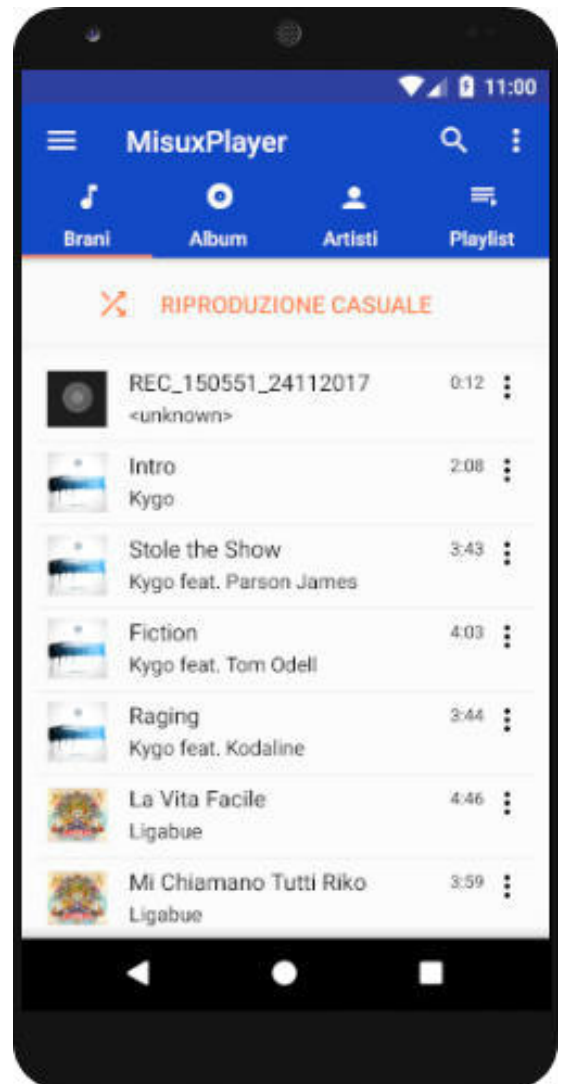 11:00
MisuxPlayer
Brani Album Artisti Playlist
RIPRODUZIONE CASUALE
REC_150551_24112017 0:12
<unknown>
Intro 2:08
Kygo
Stole the Show 3:43
Kygo feat. Parson James
Fiction 4:03
Kygo feat. Tom Odell
Raging 3:44
Kygo feat. Kodaline
La Vita Facile 4:46
Ligabue
Mi Chiamano Tutti Riko 3:59
Ligabue